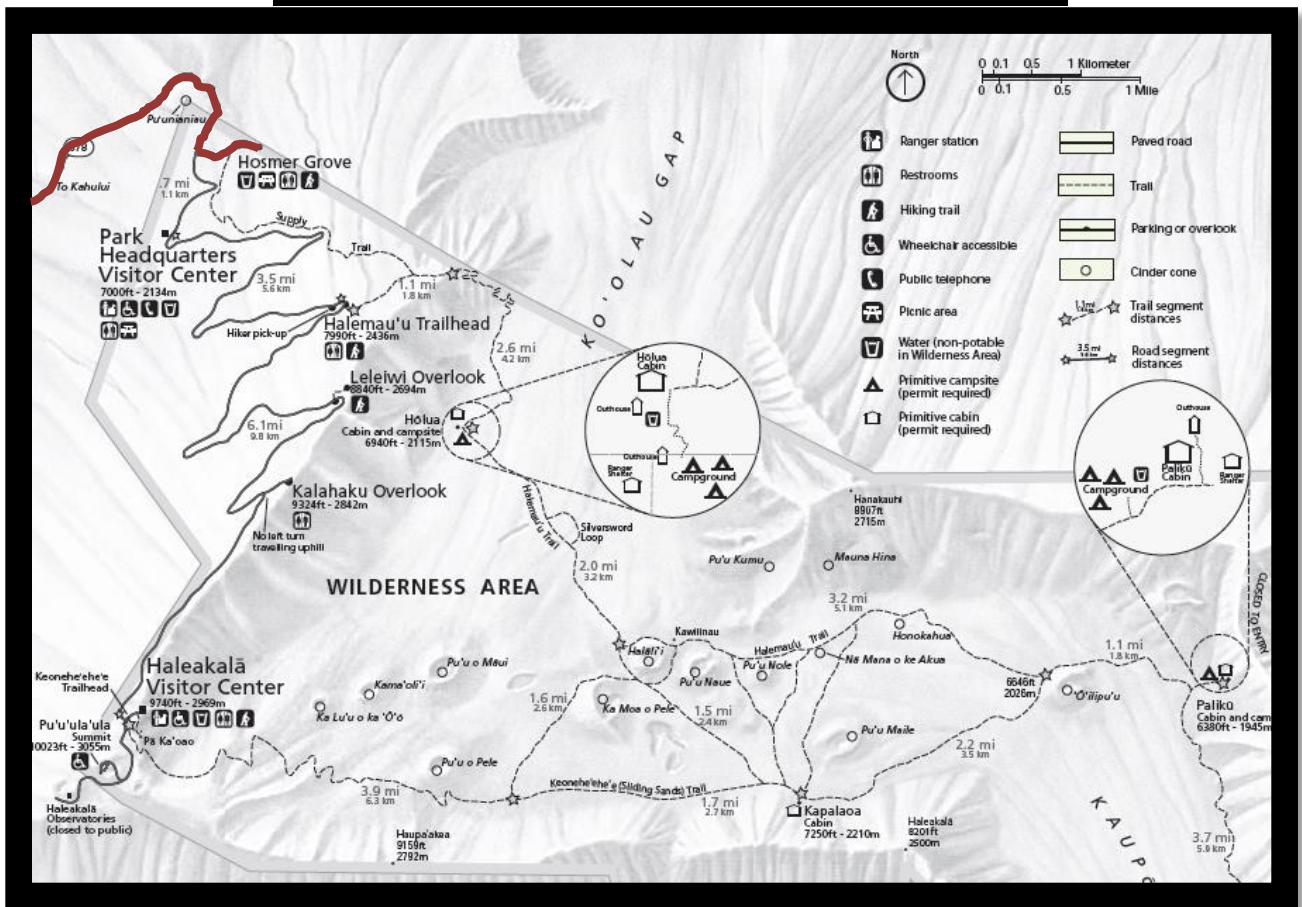 North
0 0.1 0.5 1 Kilometer
0 0.1 0.5 1 Mile
Ranger station
Restrooms
Hiking trail
Wheelchair accessible
Public telephone
Picnic area
Water (non-potable
in Wilderness Area)
Primitive campsite
(permit required)
Primitive cabin
(permit required)
Paved road
Trail
Parking or overlook
Cinder cone
1.1mi
Trail segment
distances
3.5 mi
Road segment
distances
Pu'unianiau
78
To Kahului
.7 mi
1.1 km
Hosmer Grove
Supply
Trail
Park
Headquarters
Visitor Center
7000ft - 2134m
3.5 mi
5.6 km
1.1 mi
1.8 km
Hiker pick-up
Halemau'u Trailhead
7990ft - 2436m
2.6 mi
4.2 km
KO'OLAU GAP
Leleiwi Overlook
8840ft - 2694m
6.1mi
9.8 km
Hōlua
Cabin and campsite
6940ft - 2115m
Hōlua
Cabin
Outhouse
Outhouse
Ranger
Shelter
Campground
Outhouse
Palikū
Cabin
Ranger
Shelter
Campground
Kalahaku Overlook
9324ft - 2842m
No left turn
travelling uphill
Halemau'u Trail
Silversword
Loop
Hanakauhi
8907ft
2715m
WILDERNESS AREA
2.0 mi
3.2 km
Pu'u Kumu
Mauna Hina
3.2 mi
5.1 km
CLOSED TO ENTRY
Kawilinau
Halemau'u Trail
Honokahua
Halāli'i
Pu'u Naue
Pu'u Nole
Nā Mana o ke Akua
1.1 mi
1.8 km
Haleakalā
Visitor Center
9740ft - 2969m
Keonehe'ehe'e
Trailhead
Pu'u'ula'ula
Summit
10023ft - 3055m
Pā Ka'oao
Pu'u o Māui
Kama'oli'i
Ka Lu'u o ka 'Ō'ō
1.6 mi
2.6 km
Ka Moa o Pele
1.5 mi
2.4 km
6646ft
2026m
'Ō'ilipu'u
Palikū
Cabin and cam
6380ft - 1945m
Pu'u Maile
2.2 mi
3.5 km
Pu'u o Pele
3.9 mi
6.3 km
Keonehe'ehe'e (Sliding Sands) Trail
1.7 mi
2.7 km
Kapalaoa
Cabin
7250ft - 2210m
Haleakalā
8201ft
2500m
Haleakalā
Observatories
(closed to public)
Haupa'akea
9159ft
2792m
KAUPŌ
3.7 mi
5.9 km